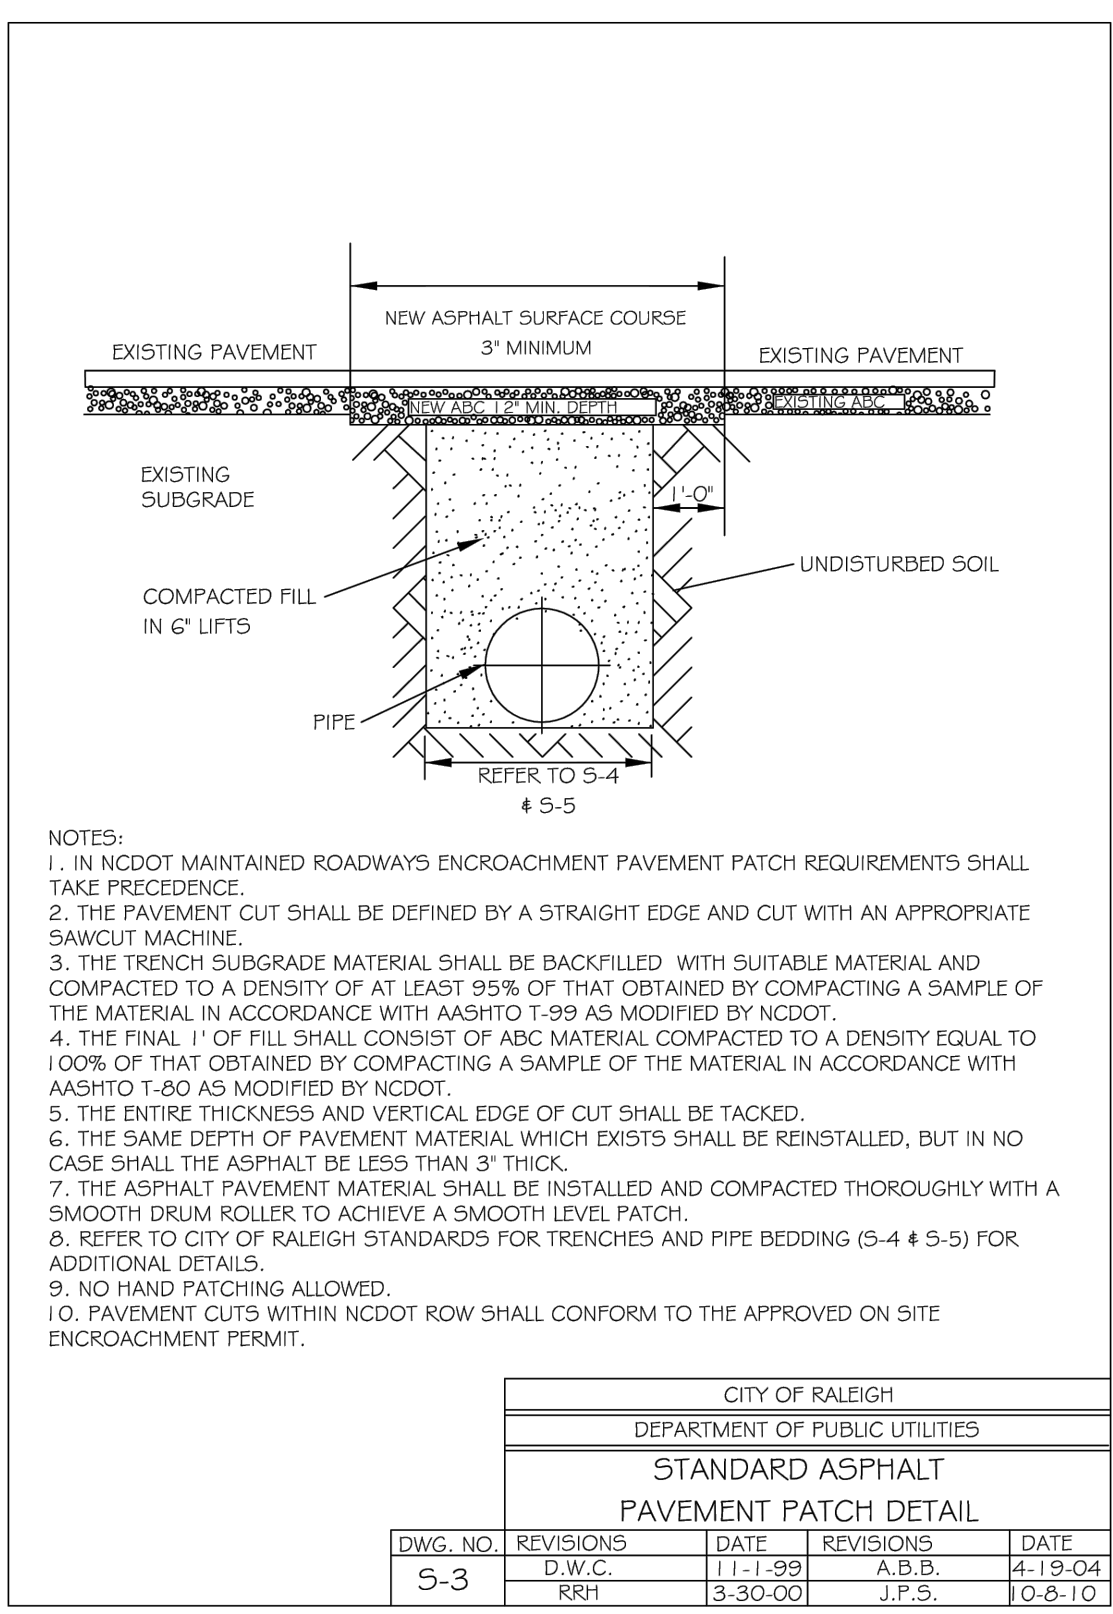 NEW ASPHALT SURFACE COURSE
3" MINIMUM
EXISTING PAVEMENT
EXISTING PAVEMENT
NEW ABC 12" MIN. DEPTH
EXISTING ABC
EXISTING
SUBGRADE
1'-0"
UNDISTURBED SOIL
COMPACTED FILL
IN 6" LIFTS
PIPE
REFER TO S-4
& S-5
NOTES:
1. IN NCDOT MAINTAINED ROADWAYS ENCROACHMENT PAVEMENT PATCH REQUIREMENTS SHALL
TAKE PRECEDENCE.
2. THE PAVEMENT CUT SHALL BE DEFINED BY A STRAIGHT EDGE AND CUT WITH AN APPROPRIATE
SAWCUT MACHINE.
3. THE TRENCH SUBGRADE MATERIAL SHALL BE BACKFILLED WITH SUITABLE MATERIAL AND
COMPACTED TO A DENSITY OF AT LEAST 95% OF THAT OBTAINED BY COMPACTING A SAMPLE OF
THE MATERIAL IN ACCORDANCE WITH AASHTO T-99 AS MODIFIED BY NCDOT.
4. THE FINAL 1' OF FILL SHALL CONSIST OF ABC MATERIAL COMPACTED TO A DENSITY EQUAL TO
100% OF THAT OBTAINED BY COMPACTING A SAMPLE OF THE MATERIAL IN ACCORDANCE WITH
AASHTO T-80 AS MODIFIED BY NCDOT.
5. THE ENTIRE THICKNESS AND VERTICAL EDGE OF CUT SHALL BE TACKED.
6. THE SAME DEPTH OF PAVEMENT MATERIAL WHICH EXISTS SHALL BE REINSTALLED, BUT IN NO
CASE SHALL THE ASPHALT BE LESS THAN 3" THICK.
7. THE ASPHALT PAVEMENT MATERIAL SHALL BE INSTALLED AND COMPACTED THOROUGHLY WITH A
SMOOTH DRUM ROLLER TO ACHIEVE A SMOOTH LEVEL PATCH.
8. REFER TO CITY OF RALEIGH STANDARDS FOR TRENCHES AND PIPE BEDDING (S-4 & S-5) FOR
ADDITIONAL DETAILS.
9. NO HAND PATCHING ALLOWED.
10. PAVEMENT CUTS WITHIN NCDOT ROW SHALL CONFORM TO THE APPROVED ON SITE
ENCROACHMENT PERMIT.
CITY OF RALEIGH
DEPARTMENT OF PUBLIC UTILITIES
STANDARD ASPHALT
PAVEMENT PATCH DETAIL
DWG. NO. REVISIONS DATE REVISIONS DATE
S-3
D.W.C. 11-1-99 A.B.B. 4-19-04
RRH 3-30-00 J.P.S. 10-8-10